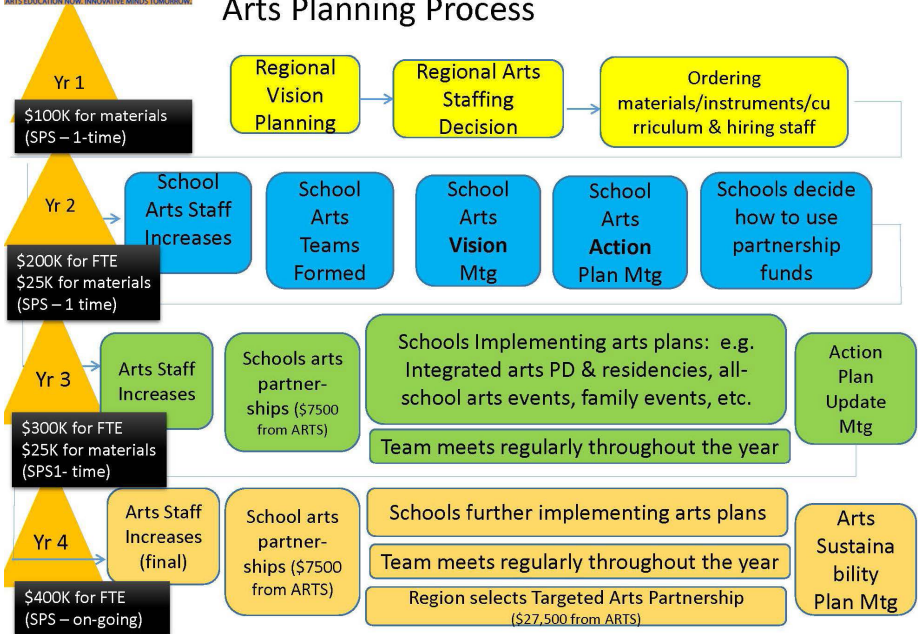 ARTS EDUCATION NOW. INNOVATIVE MINDS TOMORROW.
Arts Planning Process
Yr 1
$100K for materials
(SPS – 1-time)
Regional
Vision
Planning
Regional Arts
Staffing
Decision
Ordering
materials/instruments/cu
rriculum & hiring staff
Yr 2
$200K for FTE
$25K for materials
(SPS – 1 time)
School
Arts Staff
Increases
School
Arts
Teams
Formed
School
Arts
Vision
Mtg
School
Arts
Action
Plan Mtg
Schools decide
how to use
partnership
funds
Yr 3
$300K for FTE
$25K for materials
(SPS1- time)
Arts Staff
Increases
Schools arts
partner-
ships ($7500
from ARTS)
Schools Implementing arts plans:  e.g.
Integrated arts PD & residencies, all-
school arts events, family events, etc.
Team meets regularly throughout the year
Action
Plan
Update
Mtg
Yr 4
$400K for FTE
(SPS – on-going)
Arts Staff
Increases
(final)
School arts
partner-
ships ($7500
from ARTS)
Schools further implementing arts plans
Team meets regularly throughout the year
Region selects Targeted Arts Partnership
($27,500 from ARTS)
Arts
Sustaina
bility
Plan Mtg